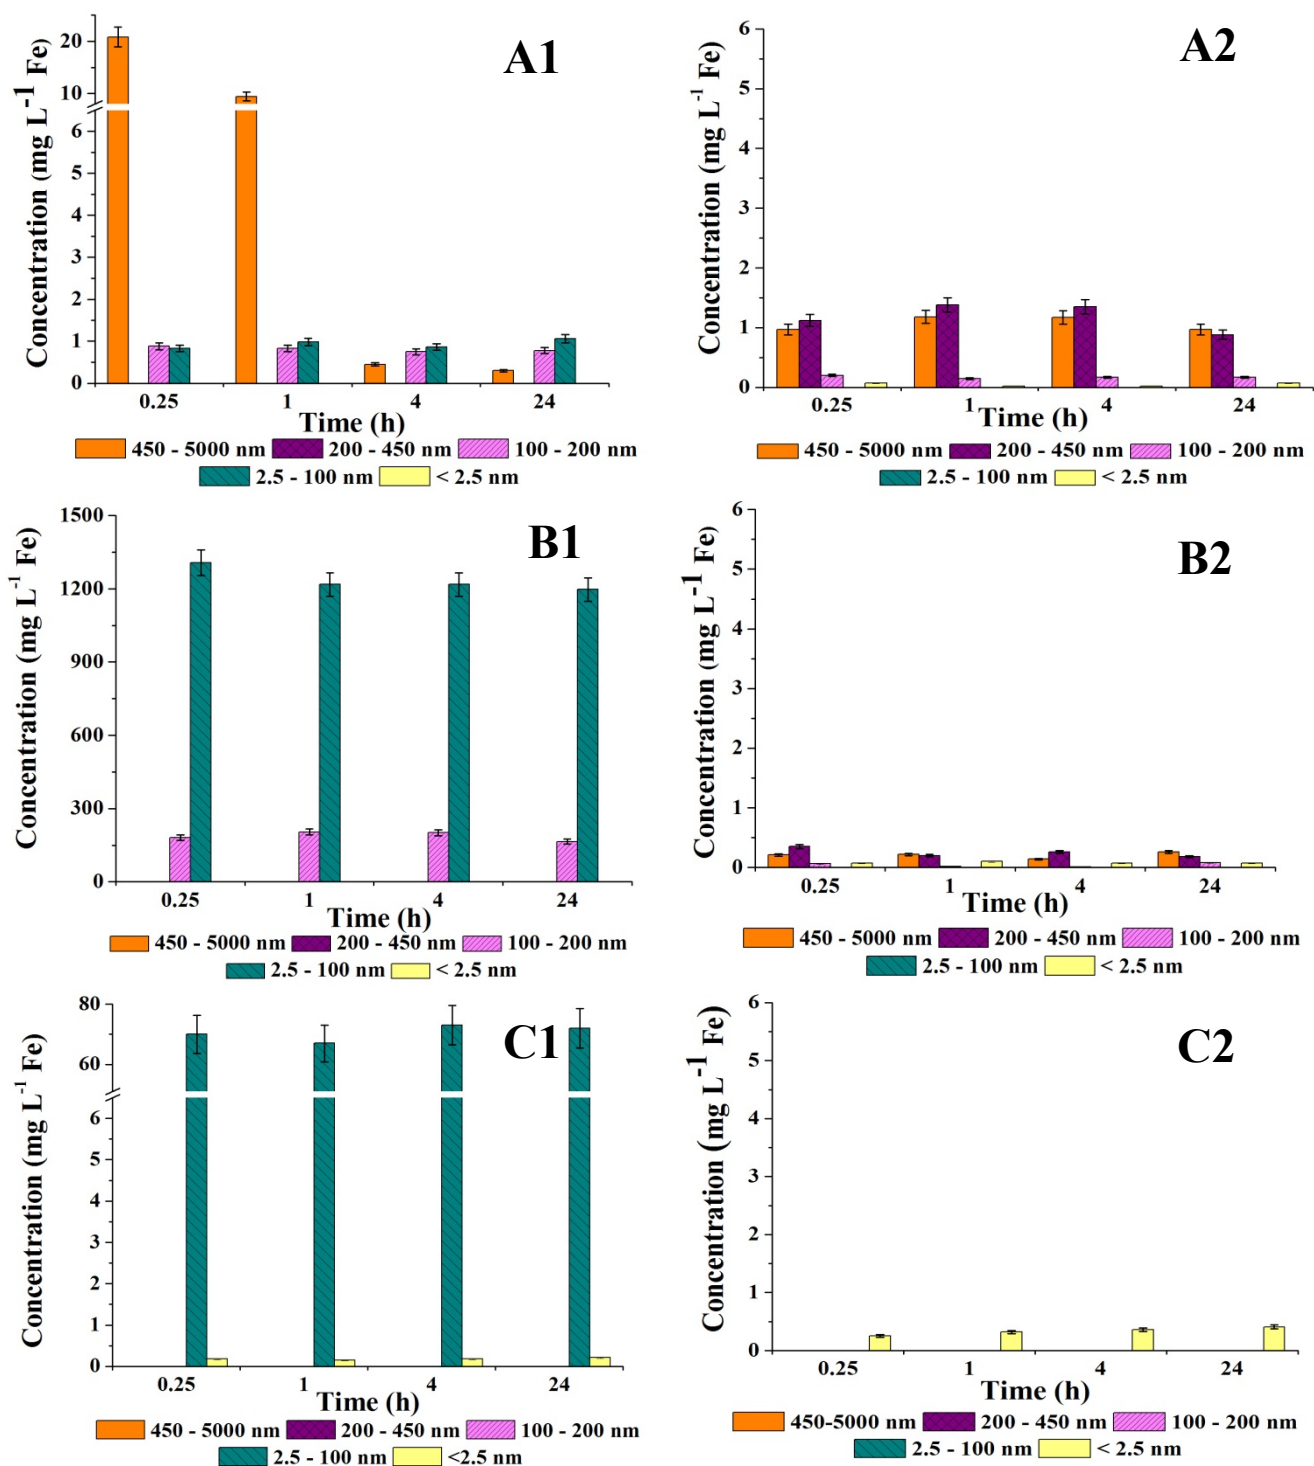 A1
Concentration (mg L-1 Fe)
20
10
6
5
4
3
2
1
0
0.25 1 4 24
Time (h)
450 - 5000 nm 200 - 450 nm 100 - 200 nm
2.5 - 100 nm < 2.5 nm
A2
Concentration (mg L-1 Fe)
6
5
4
3
2
1
0
0.25 1 4 24
Time (h)
450 - 5000 nm 200 - 450 nm 100 - 200 nm
2.5 - 100 nm < 2.5 nm
B1
Concentration (mg L-1 Fe)
1500
1200
900
600
300
0
0.25 1 4 24
Time (h)
450 - 5000 nm 200 - 450 nm 100 - 200 nm
2.5 - 100 nm < 2.5 nm
B2
Concentration (mg L-1 Fe)
6
5
4
3
2
1
0
0.25 1 4 24
Time (h)
450 - 5000 nm 200 - 450 nm 100 - 200 nm
2.5 - 100 nm < 2.5 nm
C1
Concentration (mg L-1 Fe)
80
60
6
5
4
3
2
1
0
0.25 1 4 24
Time (h)
450 - 5000 nm 200 - 450 nm 100 - 200 nm
2.5 - 100 nm <2.5 nm
C2
Concentration (mg L-1 Fe)
6
5
4
3
2
1
0
0.25 1 4 24
Time (h)
450-5000 nm 200 - 450 nm 100 - 200 nm
2.5 - 100 nm < 2.5 nm